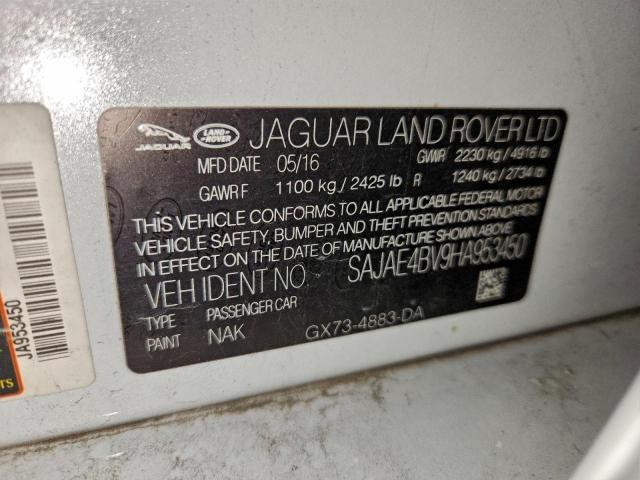 JAGUAR LAND-ROVER JAGUAR LAND ROVER LTD
MFD DATE 05/16 GWR 2230 kg / 4916 lb
GAWR F 1100 kg / 2425 lb R 1240 kg / 2734 lb
THIS VEHICLE CONFORMS TO ALL APPLICABLE FEDERAL MOTOR
VEHICLE SAFETY, BUMPER AND THEFT PREVENTION STANDARDS
IN EFFECT ON THE DATE OF MANUFACTURE SHOWN ABOVE
VEH IDENT NO. SAJAE4BV9HA953450
TYPE PASSENGER CAR
PAINT NAK GX73-4883-DA
JA953450